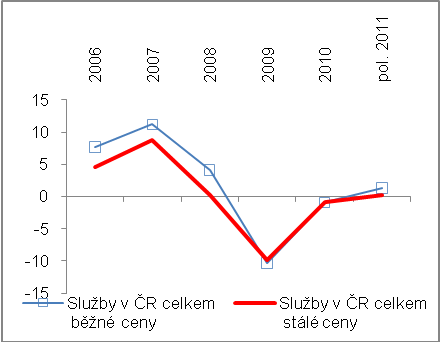 2006
2007
2008
2009
2010
pol. 2011
15
10
5
0
-5
-10
-15
Služby v ČR celkem
běžné ceny
Služby v ČR celkem
stálé ceny